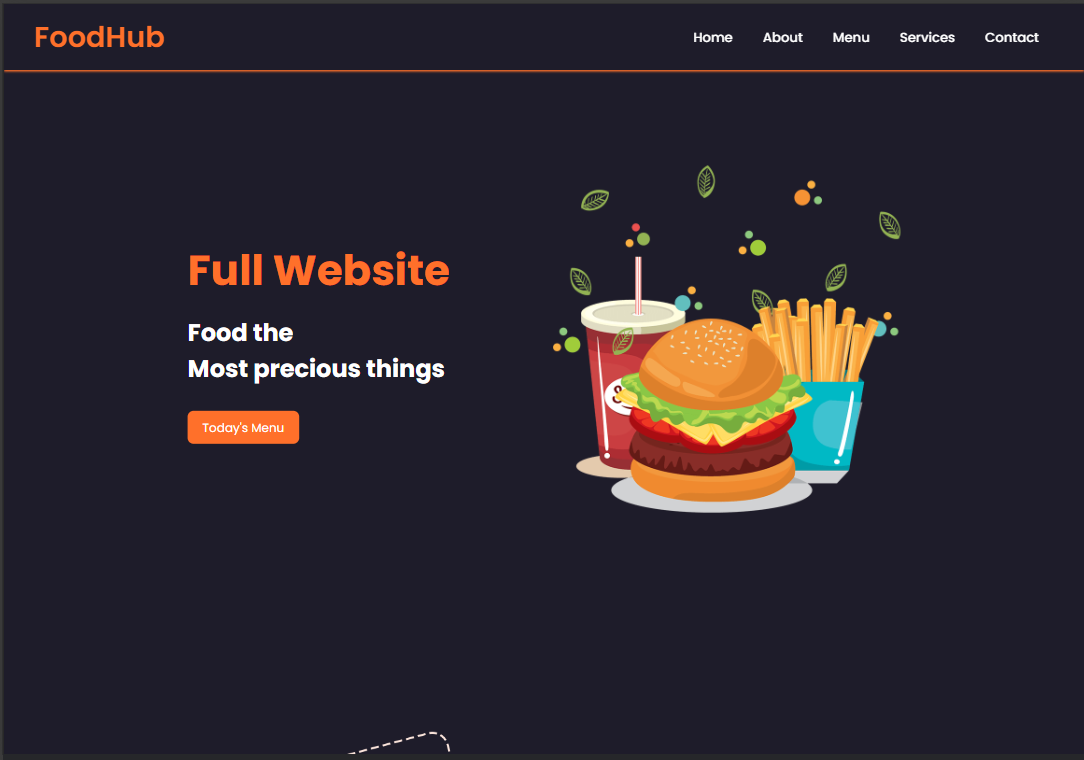 FoodHub
Home About Menu Services Contact
Full Website
Food the
Most precious things
Today's Menu